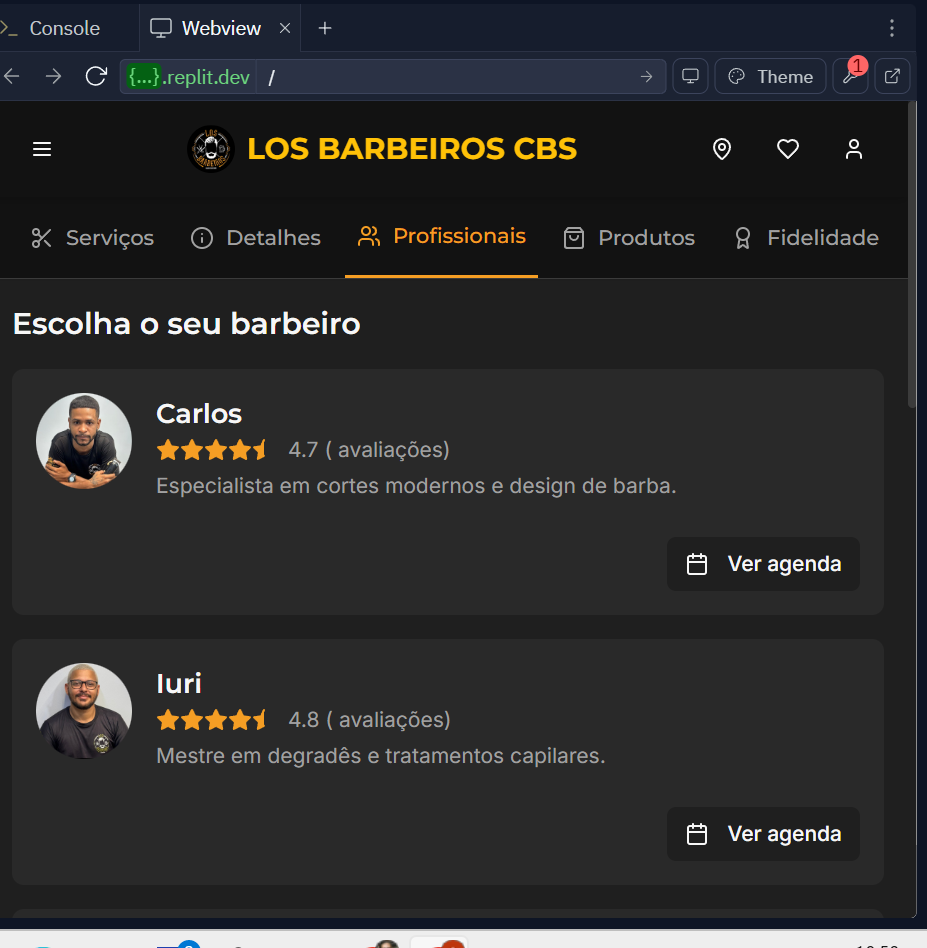 Console
Webview
{...}.replit.dev /
Theme
1
LOS BARBEIROS CBS
Serviços
Detalhes
Profissionais
Produtos
Fidelidade
Escolha o seu barbeiro
Carlos
4.7 ( avaliações)
Especialista em cortes modernos e design de barba.
Ver agenda
Iuri
4.8 ( avaliações)
Mestre em degradês e tratamentos capilares.
Ver agenda